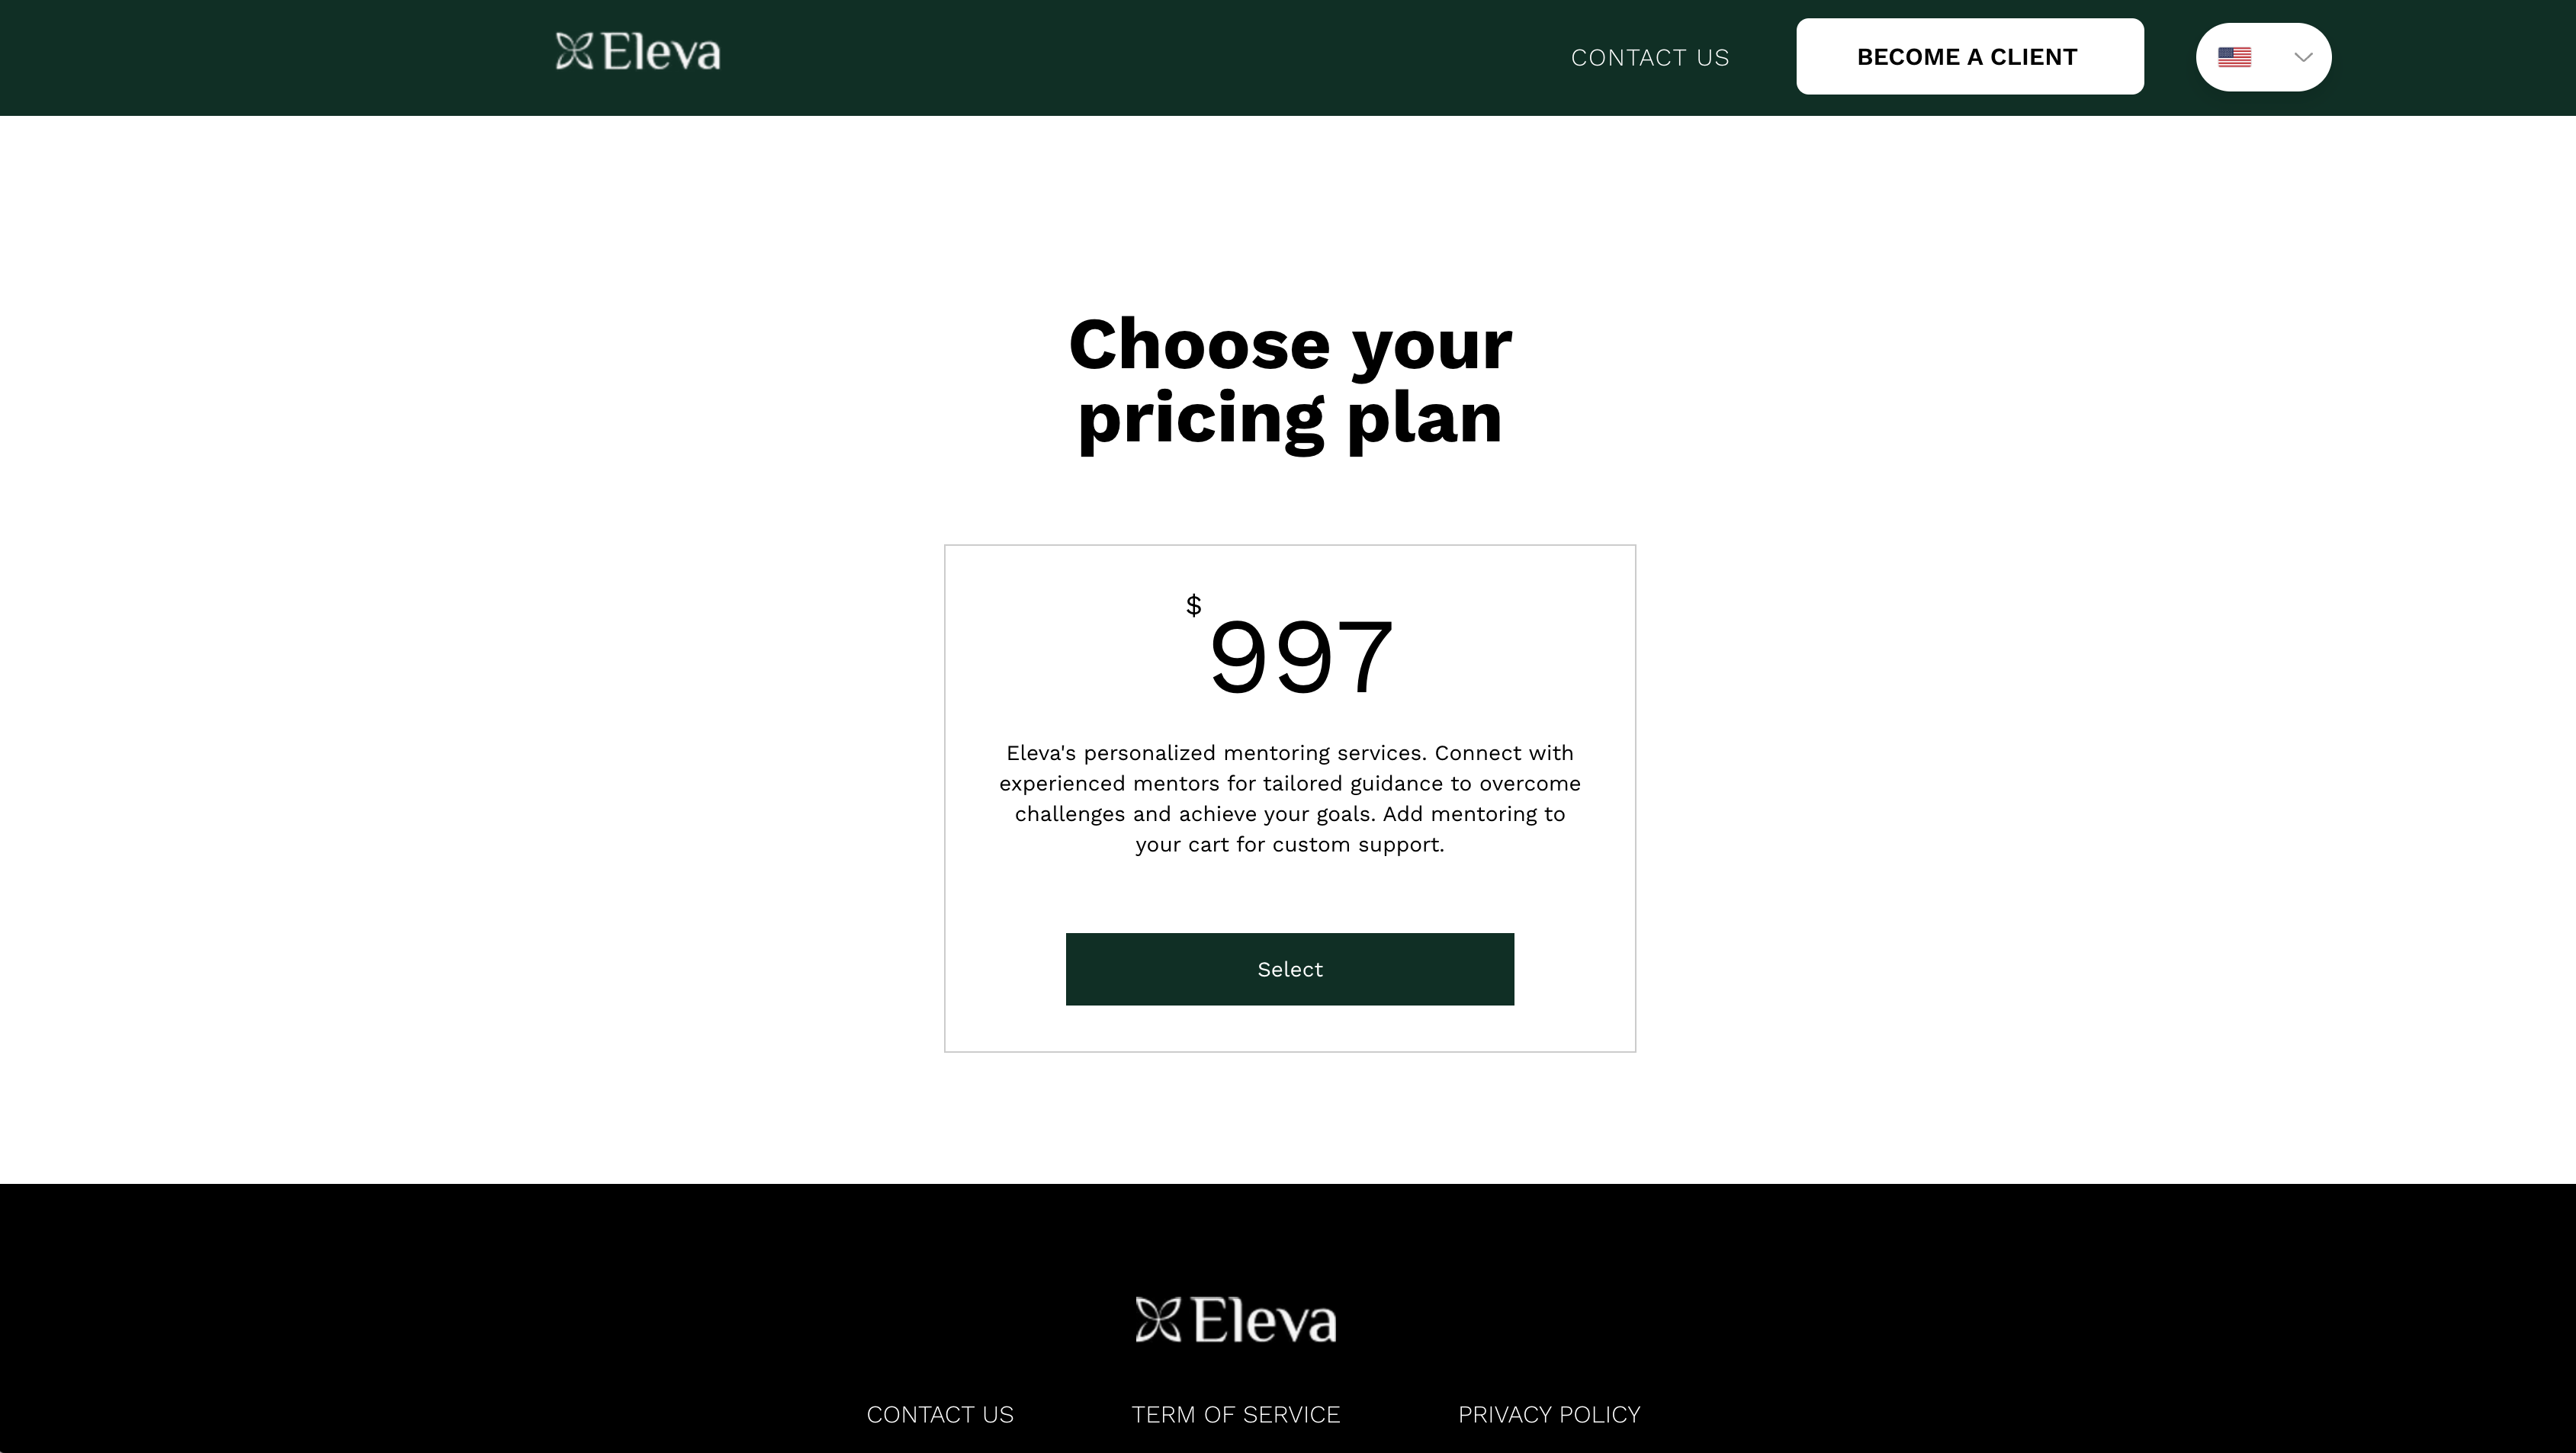 Eleva
CONTACT US
BECOME A CLIENT
Choose your
pricing plan
$997
Eleva's personalized mentoring services. Connect with
experienced mentors for tailored guidance to overcome
challenges and achieve your goals. Add mentoring to
your cart for custom support.
Select
Eleva
CONTACT US
TERM OF SERVICE
PRIVACY POLICY